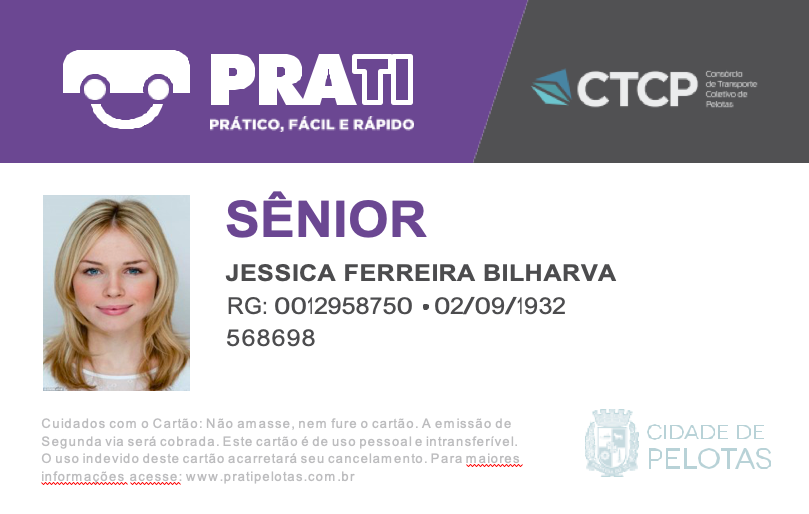 PRATI
PRÁTICO, FÁCIL E RÁPIDO
CTCP
Consórcio
de Transporte
Coletivo de
Pelotas
SÊNIOR
JESSICA FERREIRA BILHARVA
RG: 0012958750 • 02/09/1932
568698
Cuidados com o Cartão: Não amasse, nem fure o cartão. A emissão de
Segunda via será cobrada. Este cartão é de uso pessoal e intransferível.
O uso indevido deste cartão acarretará seu cancelamento. Para maiores
informações acesse: www.pratipelotas.com.br
CIDADE DE
PELOTAS